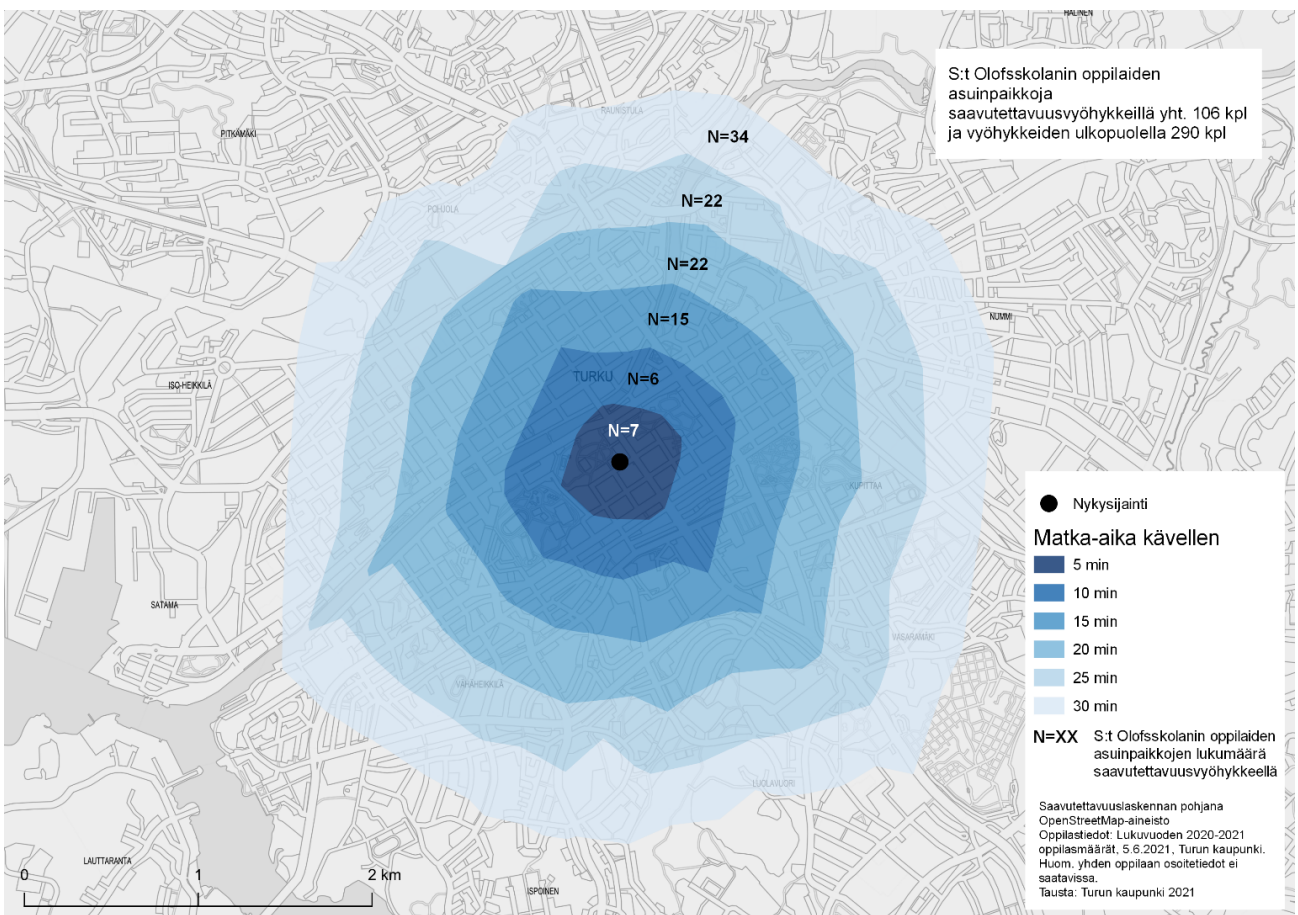 HALINEN
S:t Olofsskolanin oppilaiden
asuinpaikkoja
saavutettavuusvyöhykkeillä yht. 106 kpl
ja vyöhykkeiden ulkopuolella 290 kpl
RAUNISTULA
PITKÄMÄKI
N=34
N=22
POHJOLA
N=22
N=15
NUMMI
TURKU
N=6
ISO-HEIKKILÄ
N=7
KUPITTAA
Nykysijainti
Matka-aika kävellen
5 min
10 min
15 min
20 min
25 min
30 min
SATAMA
VASARAMÄKI
VÄHÄHEIKKILÄ
N=XX S:t Olofsskolanin oppilaiden
asuinpaikkojen lukumäärä
saavutettavuusvyöhykkeellä
LUOLAVUORI
Saavutettavuuslaskennan pohjana
OpenStreetMap-aineisto
Oppilastiedot: Lukuvuoden 2020-2021
oppilasmäärät, 5.6.2021, Turun kaupunki.
Huom. yhden oppilaan osoitetiedot ei
saatavissa.
Tausta: Turun kaupunki 2021
LAUTTARANTA
0 1 2 km
ISPOINEN